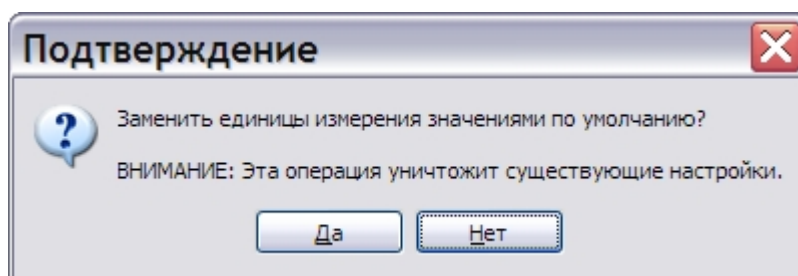 Подтверждение
Заменить единицы измерения значениями по умолчанию?
ВНИМАНИЕ: Эта операция уничтожит существующие настройки.
Да Нет